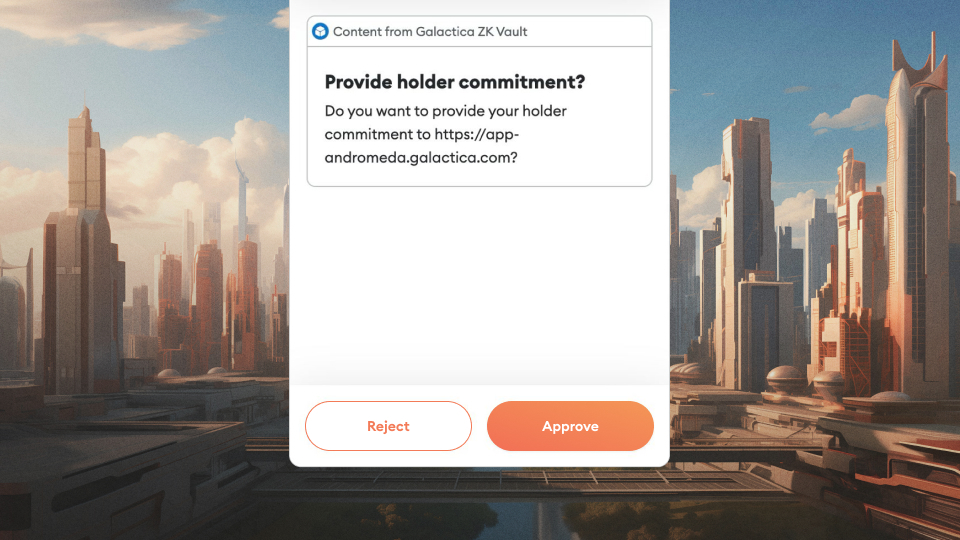 Content from Galactica ZK Vault
Provide holder commitment?
Do you want to provide your holder
commitment to https://app-
andromeda.galactica.com?
Reject
Approve